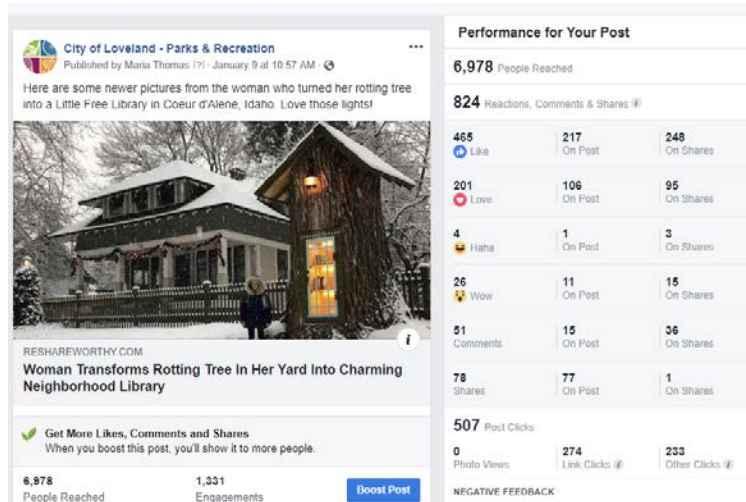 City of Loveland - Parks & Recreation
Published by Maria Thomas [?] · January 9 at 10:57 AM ·
Here are some newer pictures from the woman who turned her rotting tree
into a Little Free Library in Coeur d'Alene, Idaho. Love those lights!
RESHAREWORTHY.COM
Woman Transforms Rotting Tree In Her Yard Into Charming
Neighborhood Library
Get More Likes, Comments and Shares
When you boost this post, you'll show it to more people.
6,978 1,331
People Reached Engagements
Boost Post
Performance for Your Post
6,978 People Reached
824 Reactions, Comments & Shares
465 217 248
Like On Post On Shares
201 106 95
Love On Post On Shares
4 1 3
Haha On Post On Shares
26 11 15
Wow On Post On Shares
51 15 36
Comments On Post On Shares
78 77 1
Shares On Post On Shares
507 Post Clicks
0 274 233
Photo Views Link Clicks Other Clicks
NEGATIVE FEEDBACK